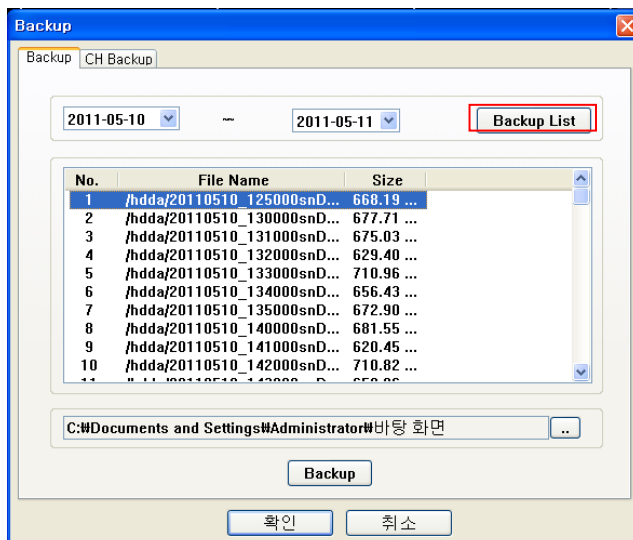 Backup
Backup CH Backup
2011-05-10 ~ 2011-05-11 Backup List
No. File Name Size
1 /hdda/20110510_125000snD... 668.19 ...
2 /hdda/20110510_130000snD... 677.71 ...
3 /hdda/20110510_131000snD... 675.03 ...
4 /hdda/20110510_132000snD... 629.40 ...
5 /hdda/20110510_133000snD... 710.96 ...
6 /hdda/20110510_134000snD... 656.43 ...
7 /hdda/20110510_135000snD... 672.90 ...
8 /hdda/20110510_140000snD... 681.55 ...
9 /hdda/20110510_141000snD... 620.45 ...
10 /hdda/20110510_142000snD... 710.82 ...
C:₩Documents and Settings₩Administrator₩바탕 화면 ..
Backup
확인 취소